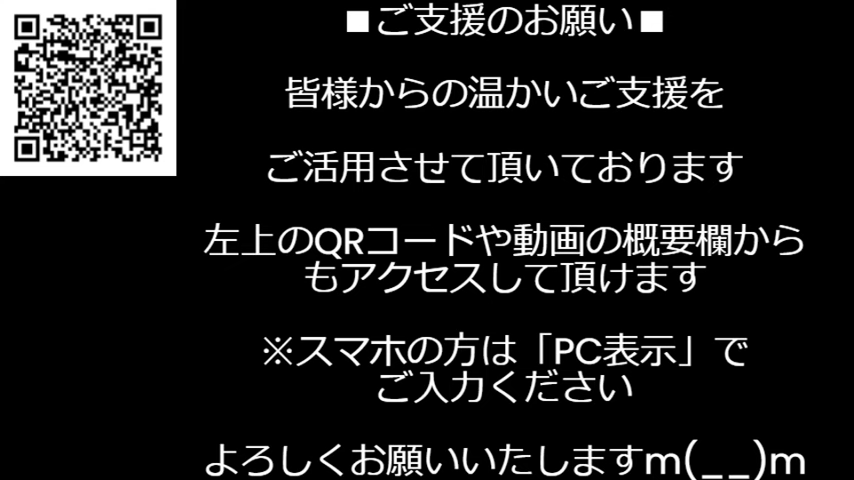 ■ご支援のお願い■
皆様からの温かいご支援を
ご活用させて頂いております
左上のQRコードや動画の概要欄から
もアクセスして頂けます
※スマホの方は「PC表示」で
ご入力ください
よろしくお願いいたしますm(__)m